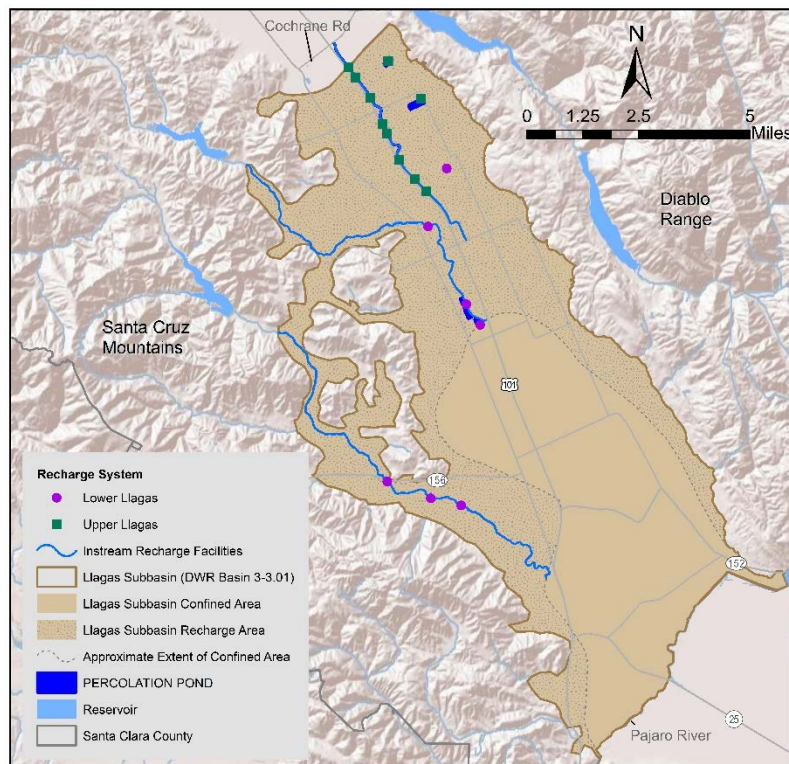 Cochrane Rd
N
0 1.25 2.5 5
Miles
Diablo
Range
Santa Cruz
Mountains
101
156
152
25
Pajaro River
Recharge System
Lower Llagas
Upper Llagas
Instream Recharge Facilities
Llagas Subbasin (DWR Basin 3-3.01)
Llagas Subbasin Confined Area
Llagas Subbasin Recharge Area
Approximate Extent of Confined Area
PERCOLATION POND
Reservoir
Santa Clara County